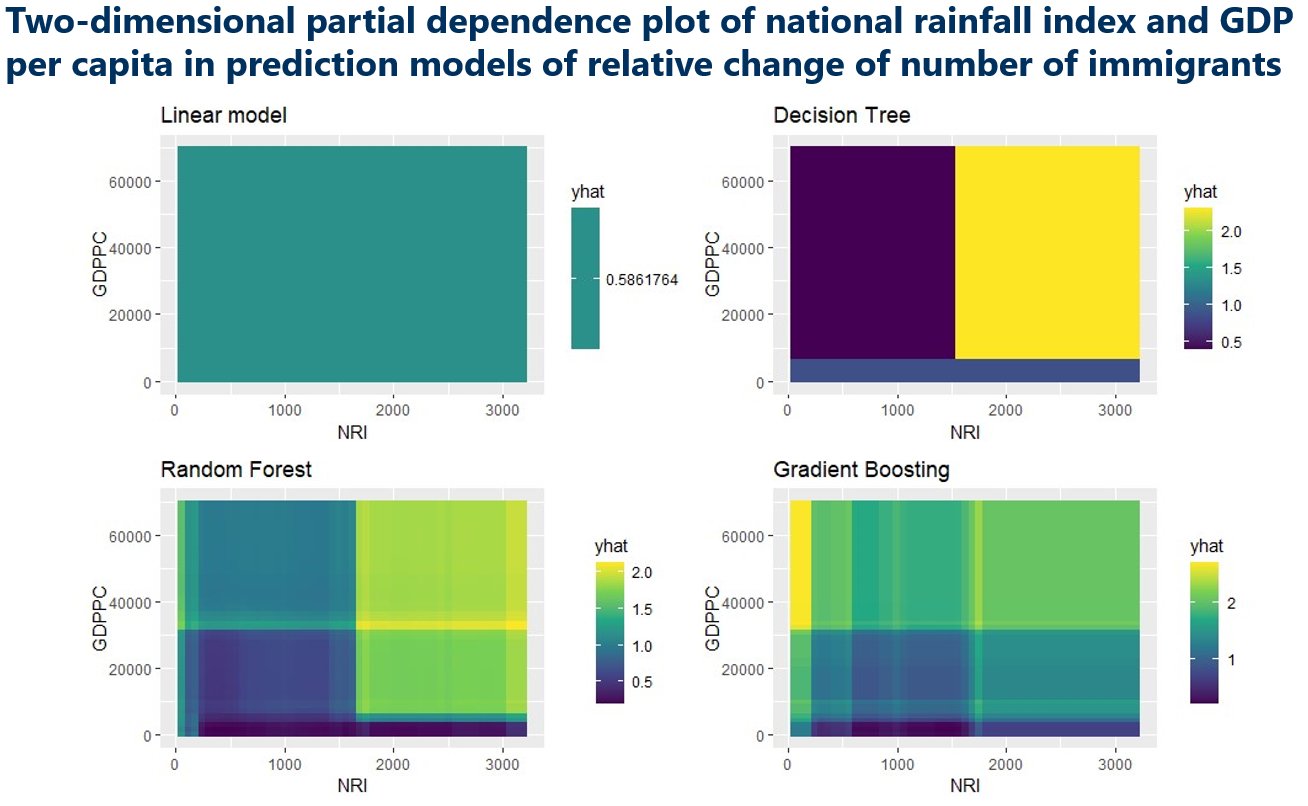 Two-dimensional partial dependence plot of national rainfall index and GDP
per capita in prediction models of relative change of number of immigrants
Linear model
GDPPC
60000
40000
20000
0
0 1000 2000 3000
NRI
yhat
0.5861764
Decision Tree
GDPPC
60000
40000
20000
0
0 1000 2000 3000
NRI
yhat
2.0
1.5
1.0
0.5
Random Forest
GDPPC
60000
40000
20000
0
0 1000 2000 3000
NRI
yhat
2.0
1.5
1.0
0.5
Gradient Boosting
GDPPC
60000
40000
20000
0
0 1000 2000 3000
NRI
yhat
2
1